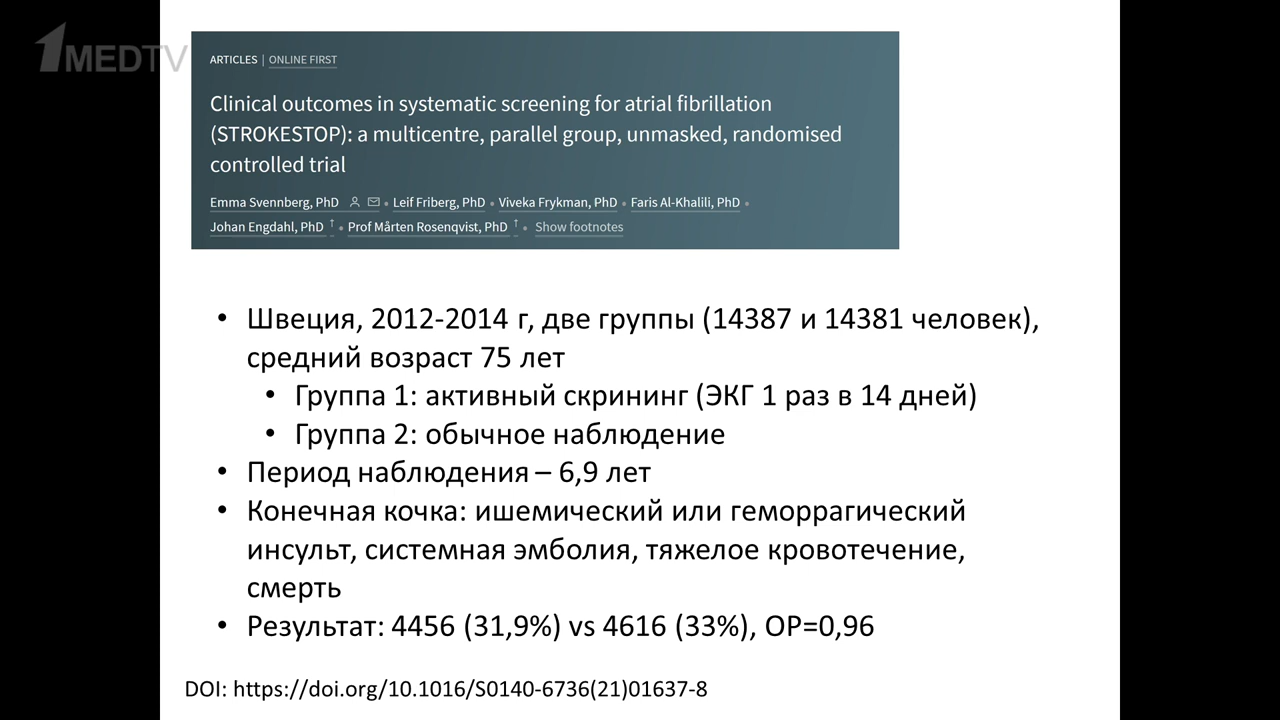 1MEDTV
ARTICLES | ONLINE FIRST
Clinical outcomes in systematic screening for atrial fibrillation
(STROKESTOP): a multicentre, parallel group, unmasked, randomised
controlled trial
Emma Svennberg, PhD • Leif Friberg, PhD • Viveka Frykman, PhD • Faris Al-Khalili, PhD •
Johan Engdahl, PhD † • Prof Mårten Rosenqvist, PhD † • Show footnotes
• Швеция, 2012-2014 г, две группы (14387 и 14381 человек),
средний возраст 75 лет
• Группа 1: активный скрининг (ЭКГ 1 раз в 14 дней)
• Группа 2: обычное наблюдение
• Период наблюдения – 6,9 лет
• Конечная кочка: ишемический или геморрагический
инсульт, системная эмболия, тяжелое кровотечение,
смерть
• Результат: 4456 (31,9%) vs 4616 (33%), ОР=0,96
DOI: https://doi.org/10.1016/S0140-6736(21)01637-8